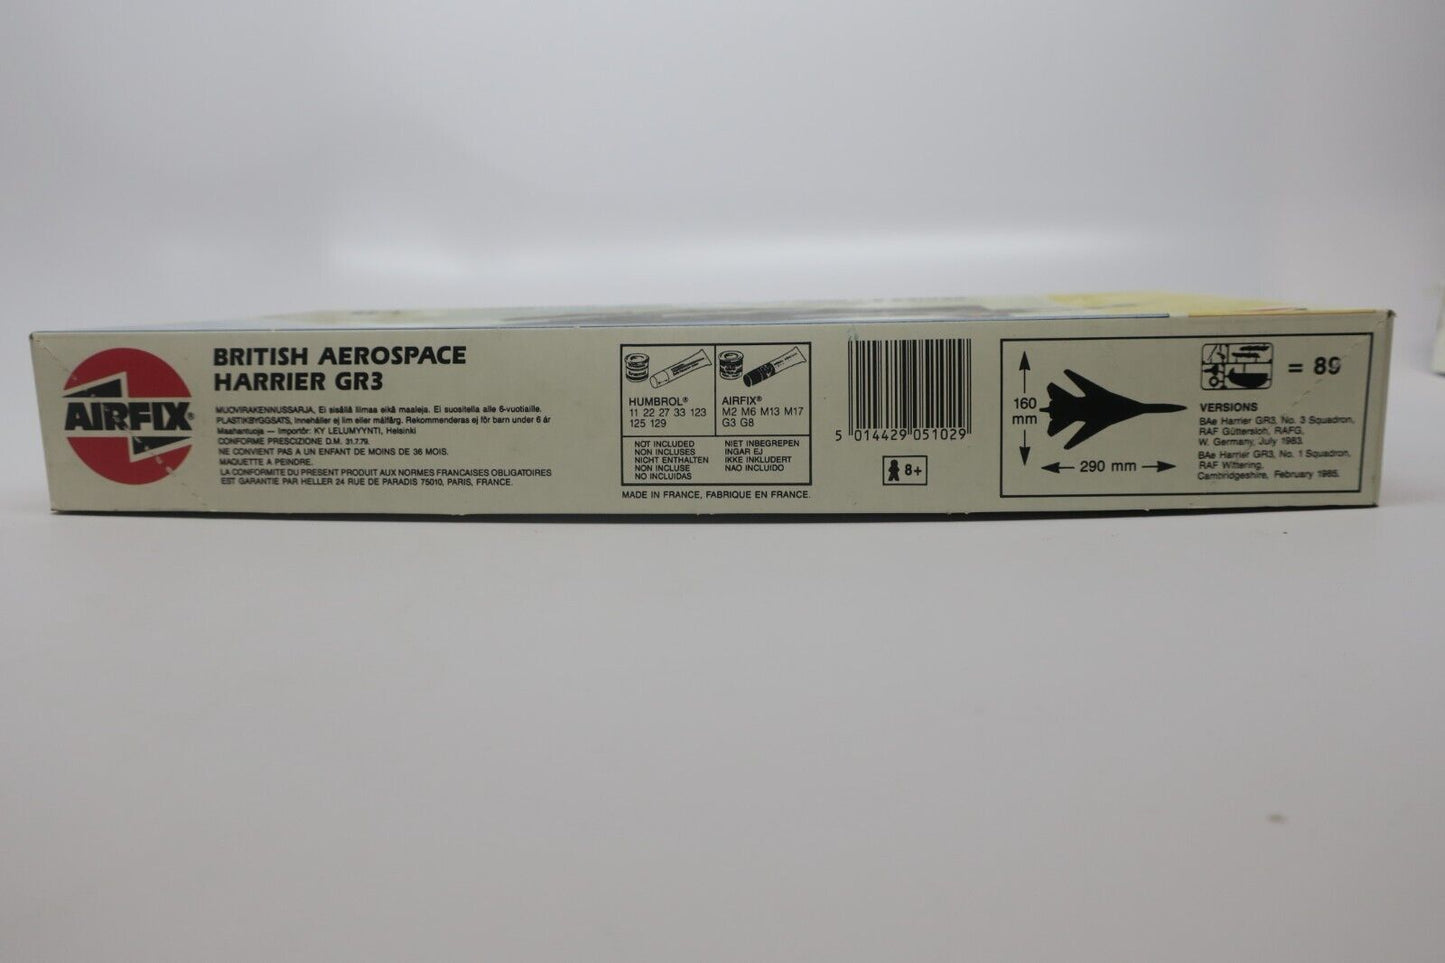 AIRFIX®
BRITISH AEROSPACE
HARRIER GR3
MUOVIRAKENNUSSARJA, Ei sisällä liimaa eikä maaleja. Ei suositella alle 6-vuotiaille.
PLASTIKBYGGSATS, Innehåller ej lim eller målfärg. Rekommenderas ej för barn under 6 år
Maahantuoja — Importör: KY LELUMYYNTI, Helsinki
CONFORME PRESCIZIONE D.M. 31.7.79.
NE CONVIENT PAS A UN ENFANT DE MOINS DE 36 MOIS.
MAQUETTE A PEINDRE.
LA CONFORMITE DU PRESENT PRODUIT AUX NORMES FRANCAISES OBLIGATOIRES
EST GARANTIE PAR HELLER 24 RUE DE PARADIS 75010, PARIS, FRANCE.
HUMBROL®
11 22 27 33 123
125 129
AIRFIX®
M2 M6 M13 M17
G3 G8
NOT INCLUDED
NON INCLUSES
NICHT ENTHALTEN
NON INCLUSE
NO INCLUIDAS
NIET INBEGREPEN
INGAR EJ
IKKE INKLUDERT
NAO INCLUIDO
MADE IN FRANCE, FABRIQUE EN FRANCE.
5 014429 051029
8+
160
mm
290 mm
= 89
VERSIONS
BAe Harrier GR3, No. 3 Squadron,
RAF Gütersloh, RAFG,
W. Germany, July 1983.
BAe Harrier GR3, No. 1 Squadron,
RAF Wittering,
Cambridgeshire, February 1985.